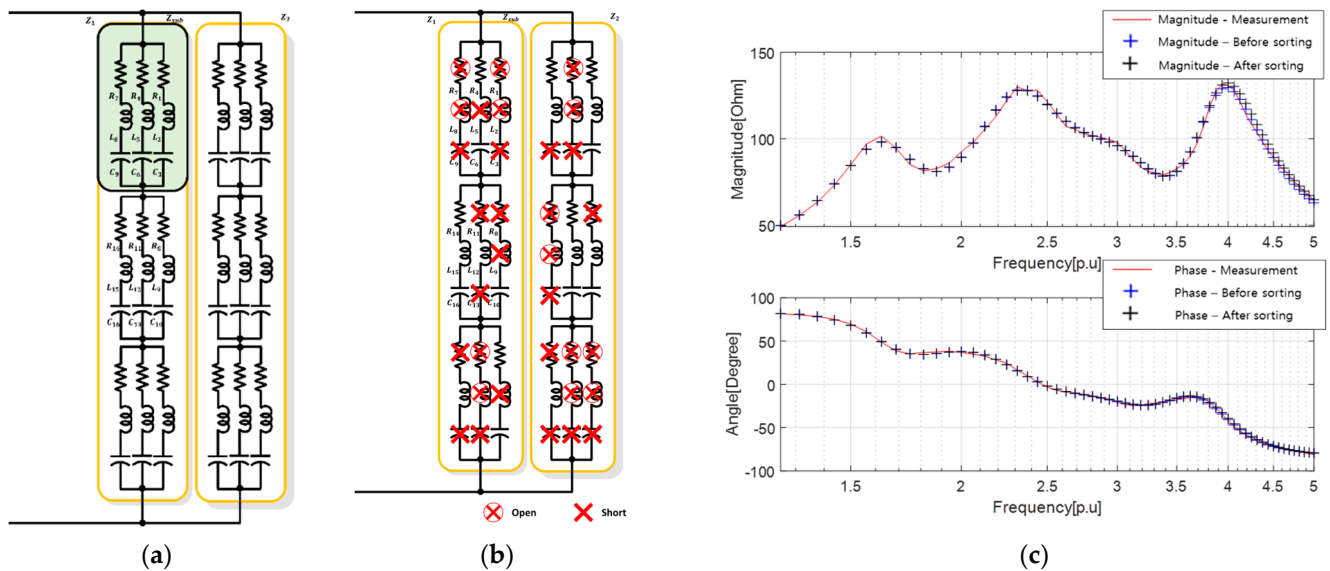 Z1 Zsub Z2
R7 R4 R1
L8 L5 L2
C9 C6 C3
R14 R11 R8
L15 L12 L9
C16 C13 C10
(a)
Z1 Zsub Z2
R7 R4 R1
L8 L5 L2
C9 C6 C3
R14 R11 R8
L15 L12 L9
C16 C13 C10
Open Short
(b)
Magnitude - Measurement
Magnitude – Before sorting
Magnitude – After sorting
Magnitude[Ohm]
150
100
50
1.5 2 2.5 3 3.5 4 4.5 5
Frequency[p.u]
Phase - Measurement
Phase – Before sorting
Phase – After sorting
Angle[Degree]
100
50
0
-50
-100
1.5 2 2.5 3 3.5 4 4.5 5
Frequency[p.u]
(c)